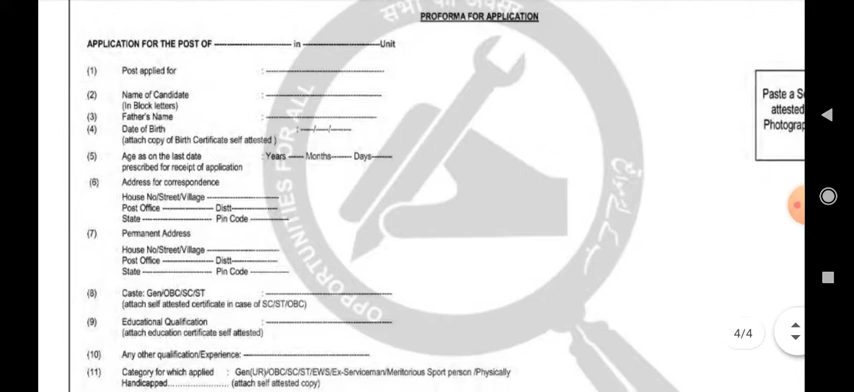 सभी को अवसर
PROFORMA FOR APPLICATION
APPLICATION FOR THE POST OF -------------------- in --------------------Unit
(1) Post applied for : ------------------------------
(2) Name of Candidate : ------------------------------
(In Block letters)
(3) Father's Name : ----------------------------
(4) Date of Birth : ----/----/------
(attach copy of Birth Certificate self attested )
Paste a
attested
Photograp
(5) Age as on the last date : Years ---- Months------ Days------
prescribed for receipt of application
(6) Address for correspondence
House No/Street/Village ------------------
Post Office ------------- Distt-----------
State ------------------ Pin Code ---------
(7) Permanent Address
House No/Street/Village ------------------
Post Office ------------- Distt-----------
State ------------------ Pin Code ---------
(8) Caste: Gen/OBC/SC/ST : ------------------------------
(attach self attested certificate in case of SC/ST/OBC)
(9) Educational Qualification : ------------------------------
(attach education certificate self attested)
(10) Any other qualification/Experience: ------------------------------
(11) Category for which applied : Gen(UR)/OBC/SC/ST/EWS/Ex-Serviceman/Meritorious Sport person /Physically
Handicapped....................... (attach self attested copy)
OPPORTUNITIES FOR ALL
4/4